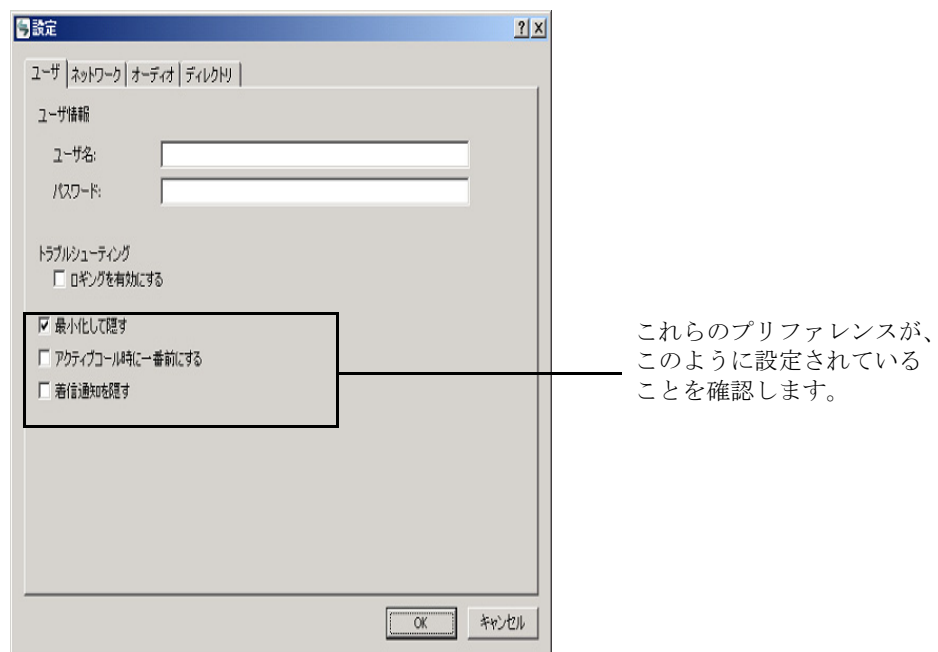 設定
ユーザ ネットワーク オーディオ ディレクトリ
ユーザ情報
ユーザ名:
パスワード:
トラブルシューティング
ロギングを有効にする
最小化して隠す
アクティブコール時に一番前にする
着信通知を隠す
これらのプリファレンスが、
このように設定されている
ことを確認します。
OK キャンセル